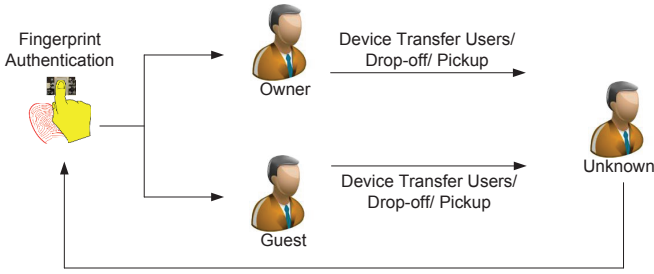 Fingerprint
Authentication
Owner
Device Transfer Users/
Drop-off/ Pickup
Unknown
Guest
Device Transfer Users/
Drop-off/ Pickup